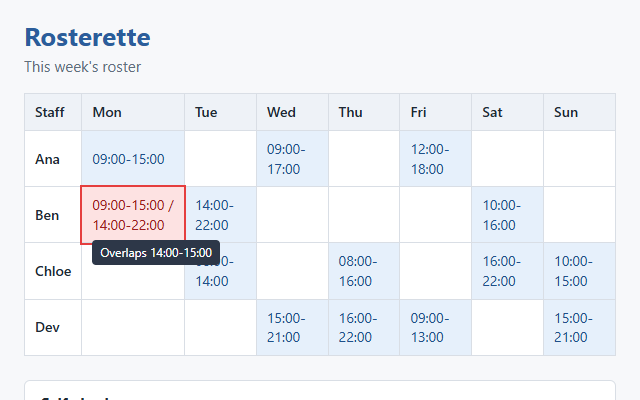 Rosterette
This week's roster
Staff Mon Tue Wed Thu Fri Sat Sun
Ana 09:00-15:00 09:00-17:00 12:00-18:00
Ben 09:00-15:00 / 14:00-22:00 14:00-22:00 10:00-16:00
Overlaps 14:00-15:00
Chloe 14:00 08:00-16:00 16:00-22:00 10:00-15:00
Dev 15:00-21:00 16:00-22:00 09:00-13:00 15:00-21:00